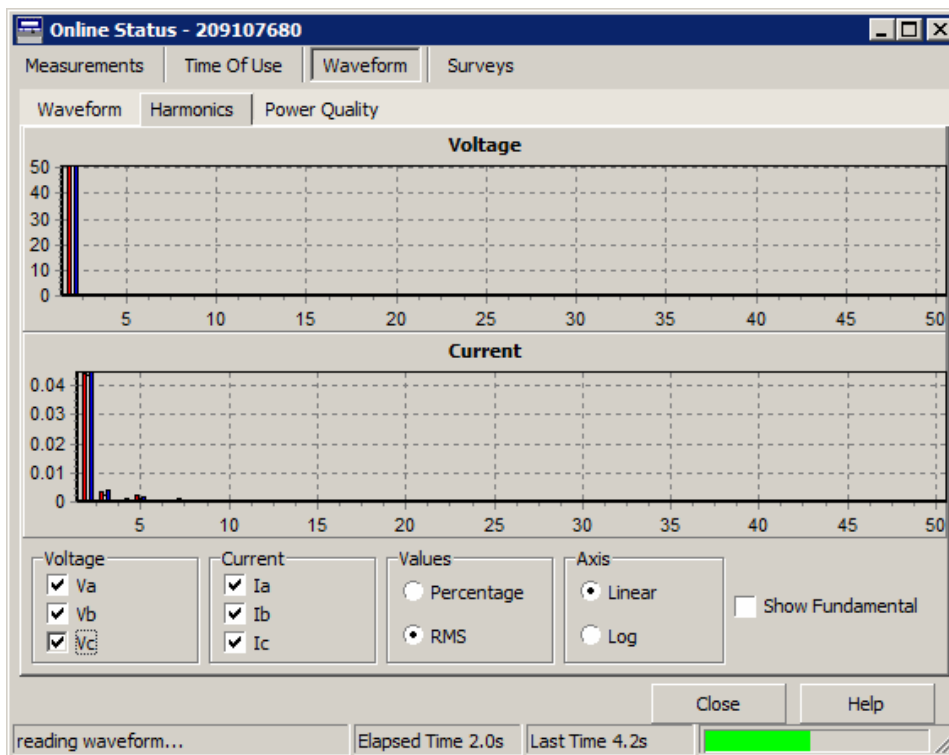 Online Status - 209107680
Measurements Time Of Use Waveform Surveys
Waveform Harmonics Power Quality
Voltage
50
40
30
20
10
0
5 10 15 20 25 30 35 40 45 50
Current
0.04
0.03
0.02
0.01
0
5 10 15 20 25 30 35 40 45 50
Voltage Current Values Axis
Va Ia Percentage Linear Show Fundamental
Vb Ib
Vc Ic RMS Log
Close Help
reading waveform... Elapsed Time 2.0s Last Time 4.2s